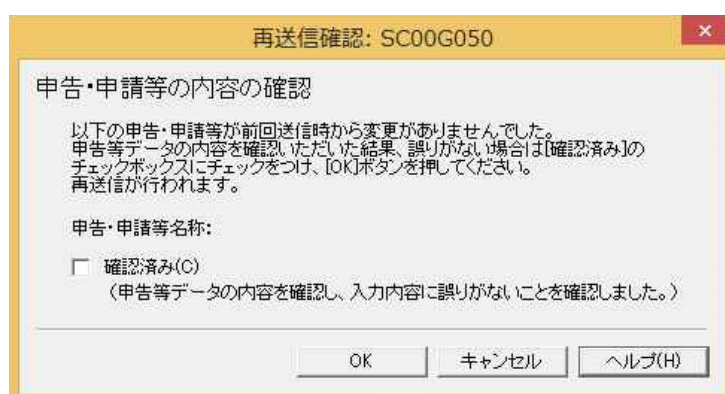 再送信確認: SC00G050
申告・申請等の内容の確認
以下の申告・申請等が前回送信時から変更がありませんでした。
申告等データの内容を確認いただいた結果、誤りがない場合は[確認済み]の
チェックボックスにチェックをつけ、[OK]ボタンを押してください。
再送信が行われます。
申告・申請等名称:
確認済み(C)
(申告等データの内容を確認し、入力内容に誤りがないことを確認しました。)
OK キャンセル ヘルプ(H)